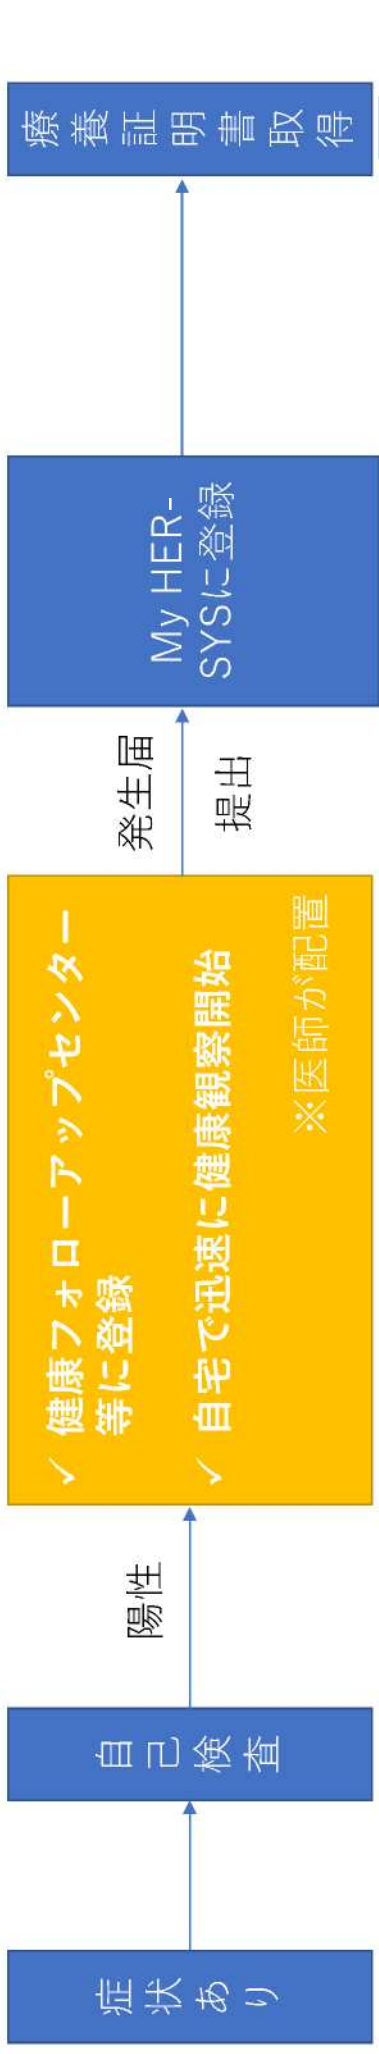 症状あり
自己検査
陽性
✓ 健康フォローアップセンター
等に登録
✓ 自宅で迅速に健康観察開始
※医師が配置
発生届
提出
My HER-
SYSに登録
療養証明書取得